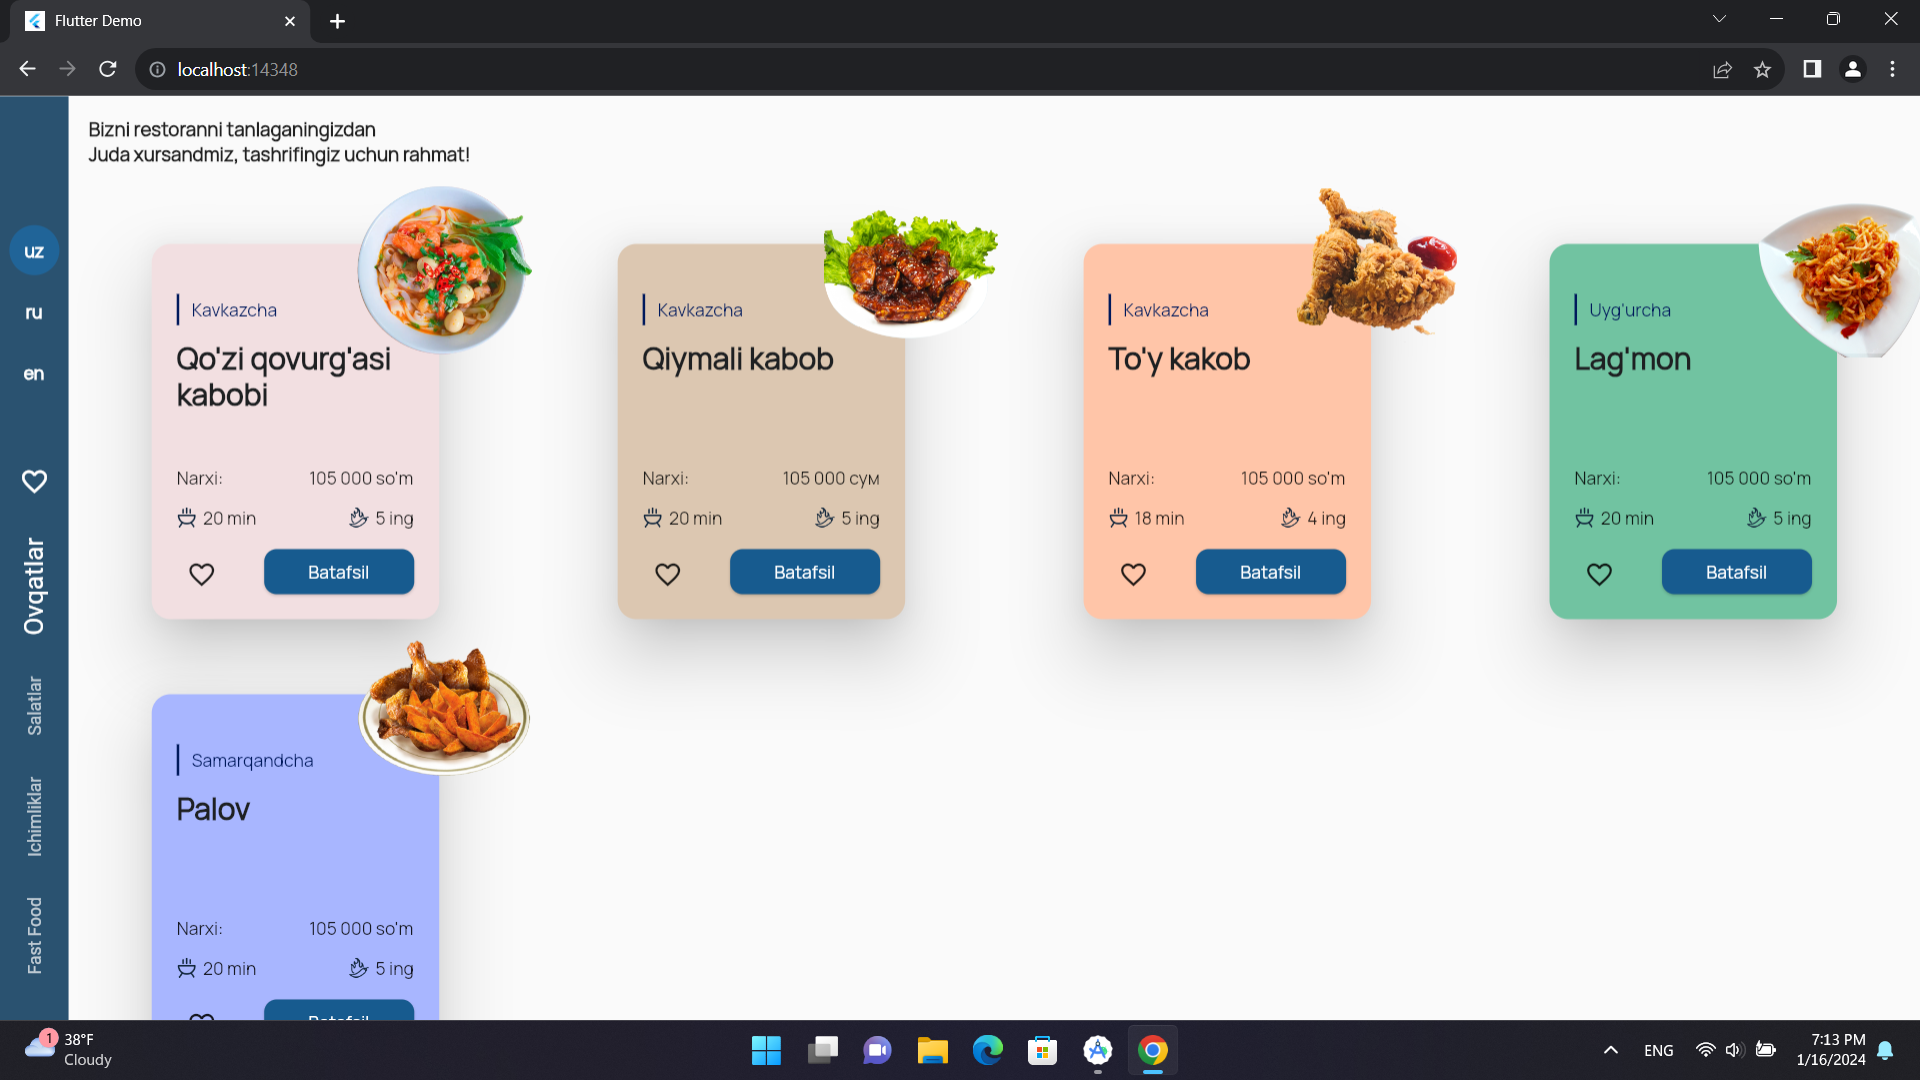 Flutter Demo
localhost:14348
Bizni restoranni tanlaganingizdan
Juda xursandmiz, tashrifingiz uchun rahmat!
uz
ru
en
Ovqatlar
Salatlar
Ichimliklar
Fast Food
Kavkazcha
Qo'zi qovurg'asi
kabobi
Narxi: 105 000 so'm
20 min 5 ing
Batafsil
Kavkazcha
Qiymali kabob
Narxi: 105 000 сум
20 min 5 ing
Batafsil
Kavkazcha
To'y kakob
Narxi: 105 000 so'm
18 min 4 ing
Batafsil
Uyg'urcha
Lag'mon
Narxi: 105 000 so'm
20 min 5 ing
Batafsil
Samarqandcha
Palov
Narxi: 105 000 so'm
20 min 5 ing
Batafsil
1
38°F
Cloudy
ENG
7:13 PM
1/16/2024